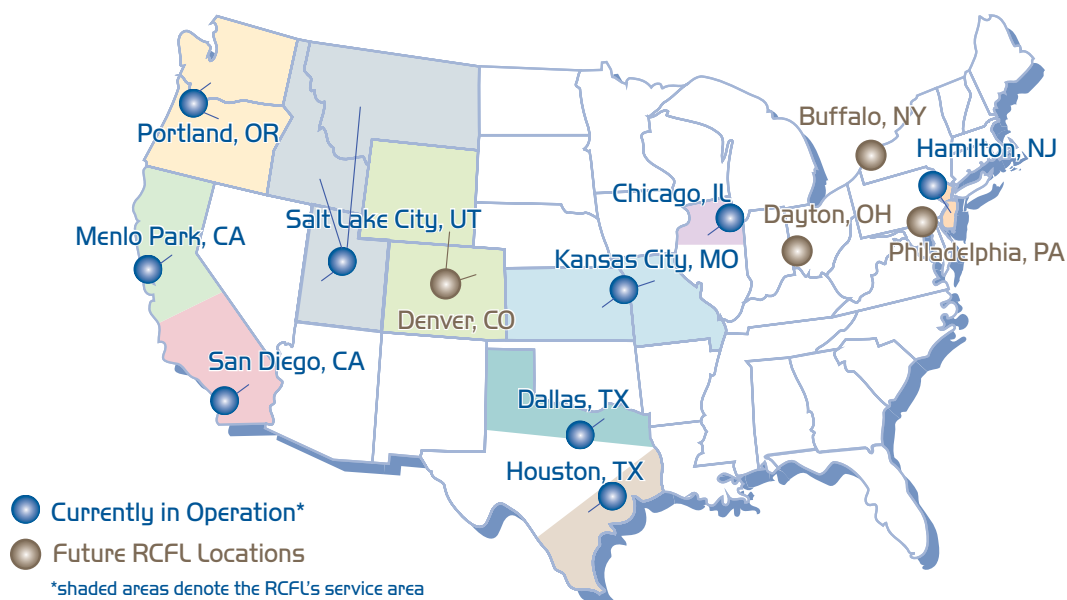 Buffalo, NY
Portland, OR
Hamilton, NJ
Chicago, IL
Salt Lake City, UT
Dayton, OH
Menlo Park, CA
Kansas City, MO
Philadelphia, PA
Denver, CO
San Diego, CA
Dallas, TX
Houston, TX
Currently in Operation*
Future RCFL Locations
*shaded areas denote the RCFL's service area